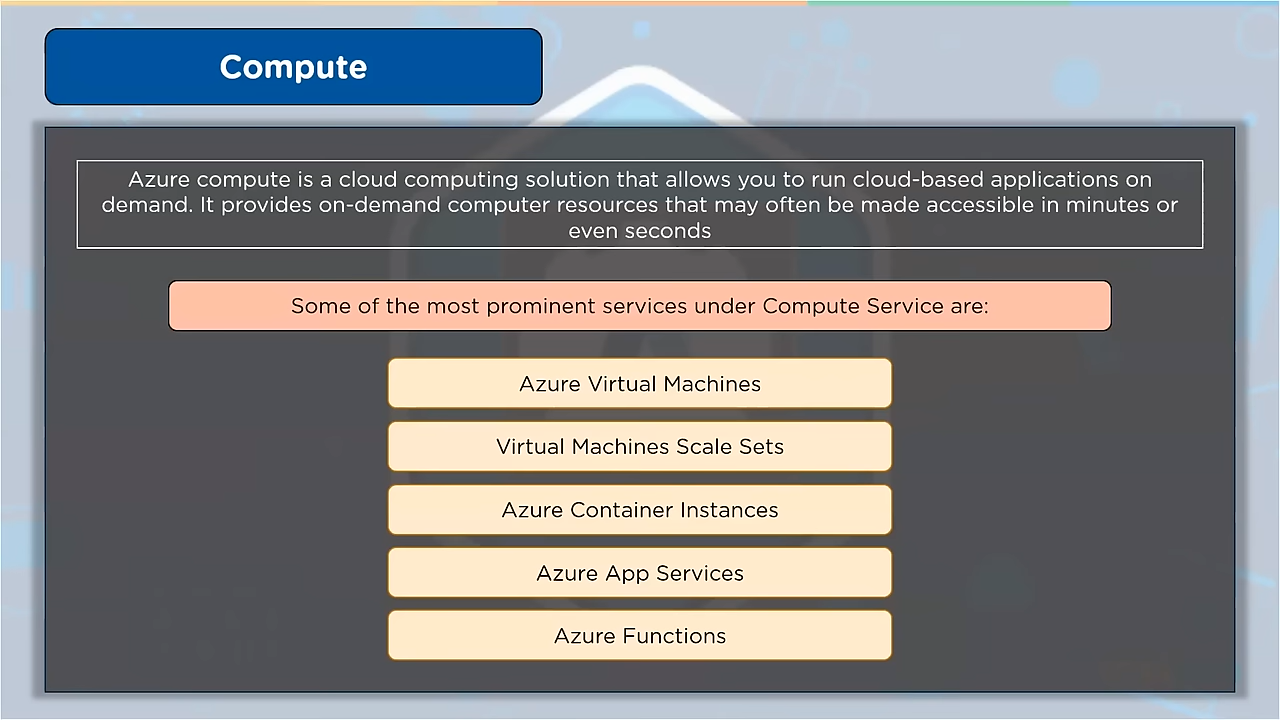 Compute
Azure compute is a cloud computing solution that allows you to run cloud-based applications on
demand. It provides on-demand computer resources that may often be made accessible in minutes or
even seconds
Some of the most prominent services under Compute Service are:
Azure Virtual Machines
Virtual Machines Scale Sets
Azure Container Instances
Azure App Services
Azure Functions